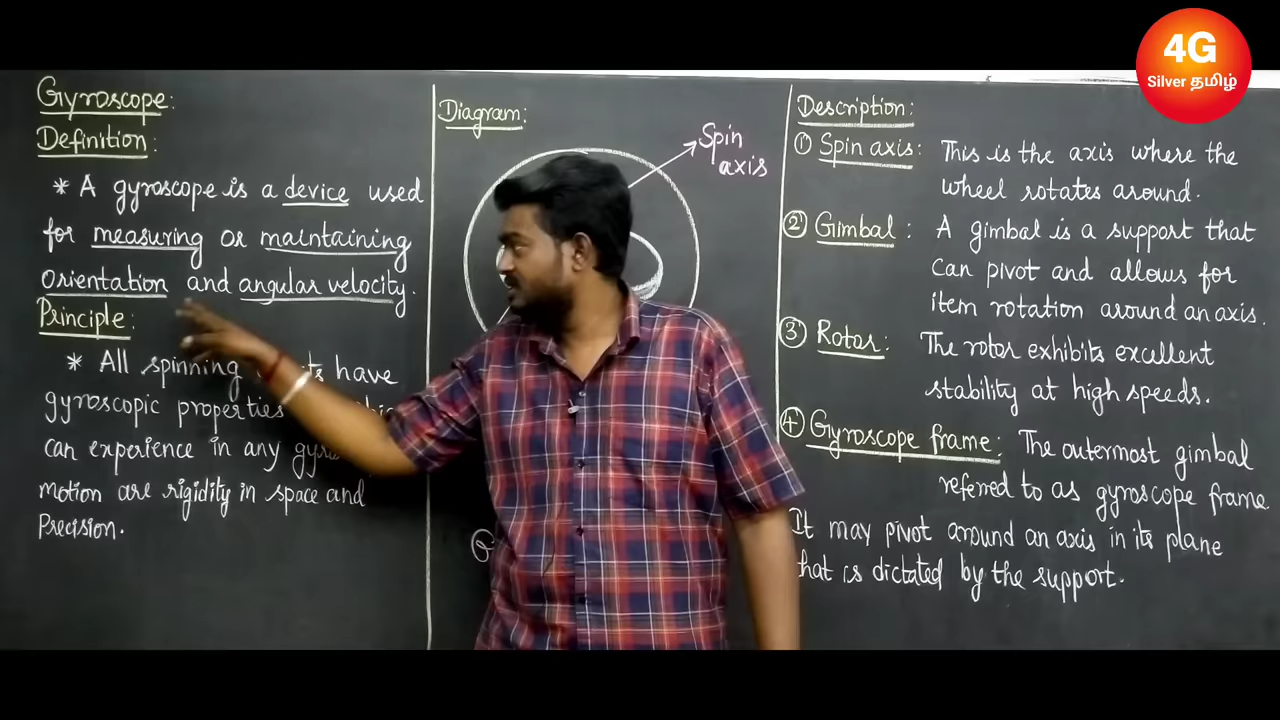 4G
Silver தமிழ்
Gyroscope:
Definition:
* A gyroscope is a device used
for measuring or maintaining
orientation and angular velocity.
Principle:
* All spinning have
gyroscopic properties
can experience in any
motion are rigidity in space and
Precision.
Diagram:
Spin
axis
Description:
① Spin axis: This is the axis where the
wheel rotates around.
② Gimbal: A gimbal is a support that
can pivot and allows for
item rotation around an axis.
③ Rotor: The rotor exhibits excellent
stability at high speeds.
④ Gyroscope frame: The outermost gimbal
referred to as gyroscope frame.
It may pivot around an axis in its plane
that is dictated by the support.